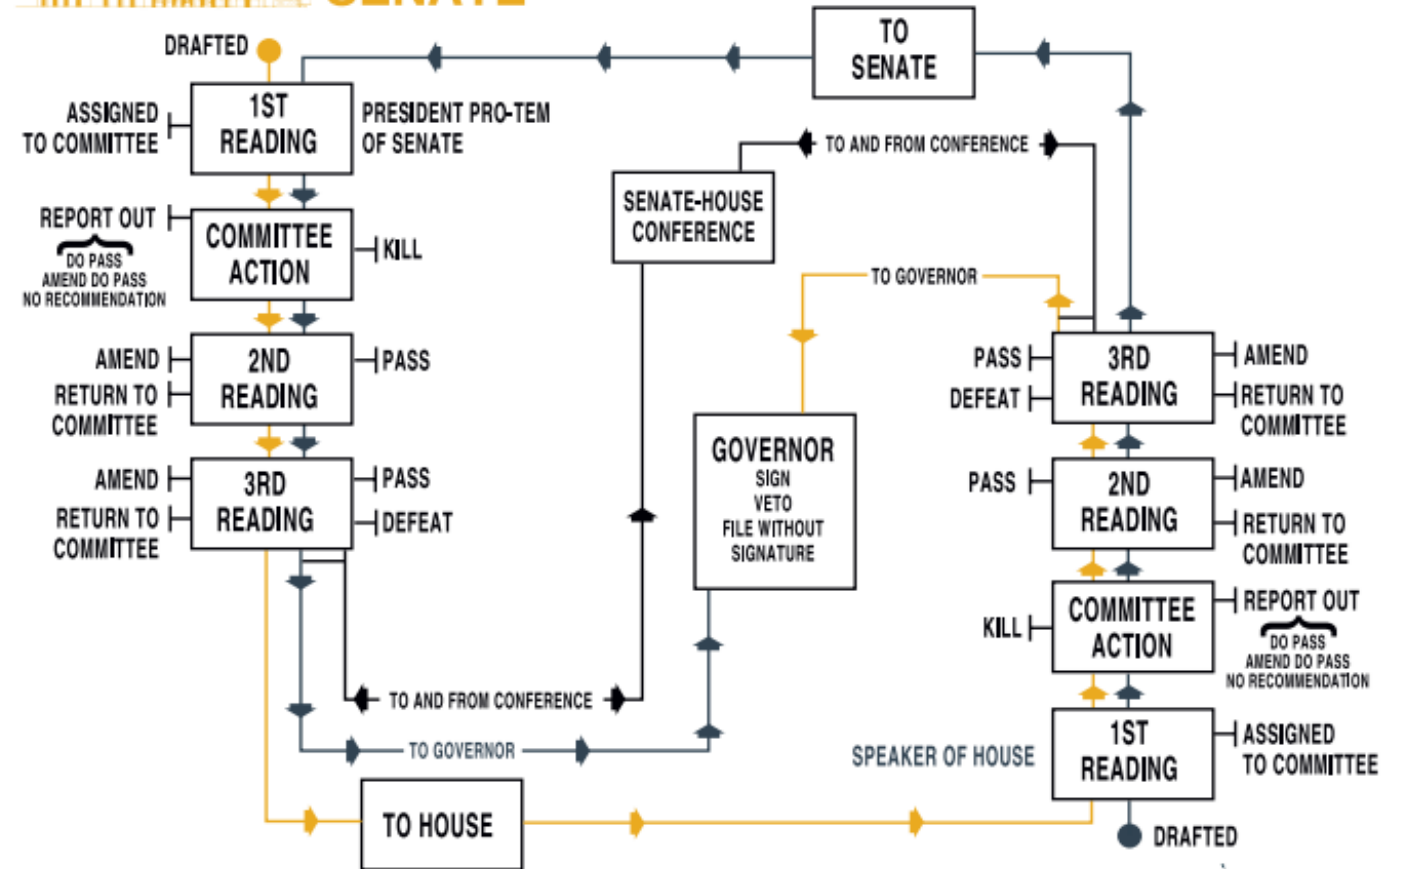 SENATE
DRAFTED
TO
SENATE
1ST
READING
ASSIGNED
TO COMMITTEE
PRESIDENT PRO-TEM
OF SENATE
TO AND FROM CONFERENCE
SENATE-HOUSE
CONFERENCE
REPORT OUT
DO PASS
AMEND DO PASS
NO RECOMMENDATION
COMMITTEE
ACTION
KILL
TO GOVERNOR
AMEND
RETURN TO
COMMITTEE
2ND
READING
PASS
PASS
DEFEAT
3RD
READING
AMEND
RETURN TO
COMMITTEE
AMEND
RETURN TO
COMMITTEE
3RD
READING
PASS
DEFEAT
GOVERNOR
SIGN
VETO
FILE WITHOUT
SIGNATURE
PASS
2ND
READING
AMEND
RETURN TO
COMMITTEE
KILL
COMMITTEE
ACTION
REPORT OUT
DO PASS
AMEND DO PASS
NO RECOMMENDATION
TO AND FROM CONFERENCE
TO GOVERNOR
SPEAKER OF HOUSE
1ST
READING
ASSIGNED
TO COMMITTEE
TO HOUSE
DRAFTED